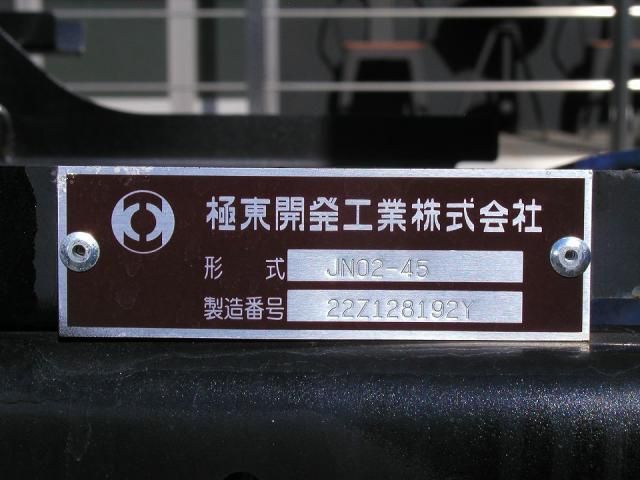 極東開発工業株式会社
形 式 JN02-45
製造番号 22Z128192Y